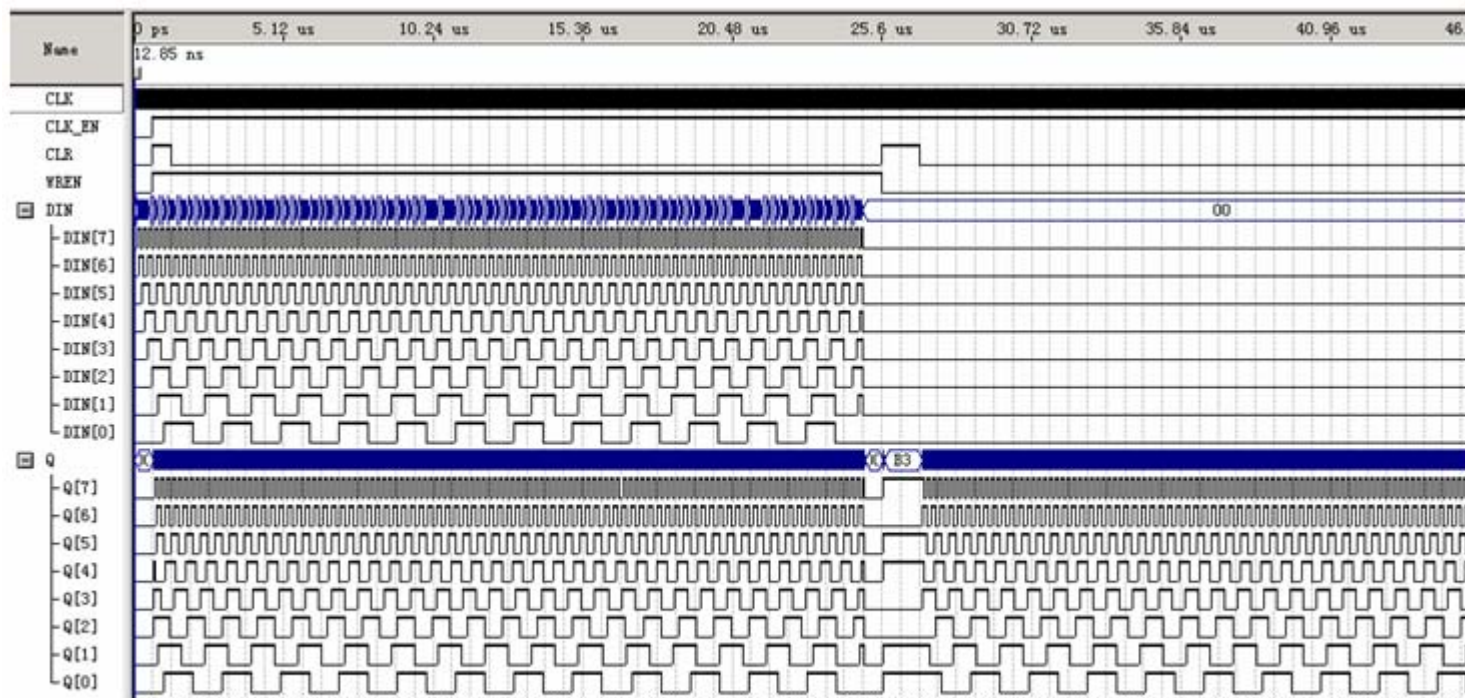 Name
0 ps 5.12 us 10.24 us 15.36 us 20.48 us 25.6 us 30.72 us 35.84 us 40.96 us 46.
12.85 ns
CLK
CLK_EN
CLR
WREN
DIN 00
DIN[7]
DIN[6]
DIN[5]
DIN[4]
DIN[3]
DIN[2]
DIN[1]
DIN[0]
Q X X B3
Q[7]
Q[6]
Q[5]
Q[4]
Q[3]
Q[2]
Q[1]
Q[0]